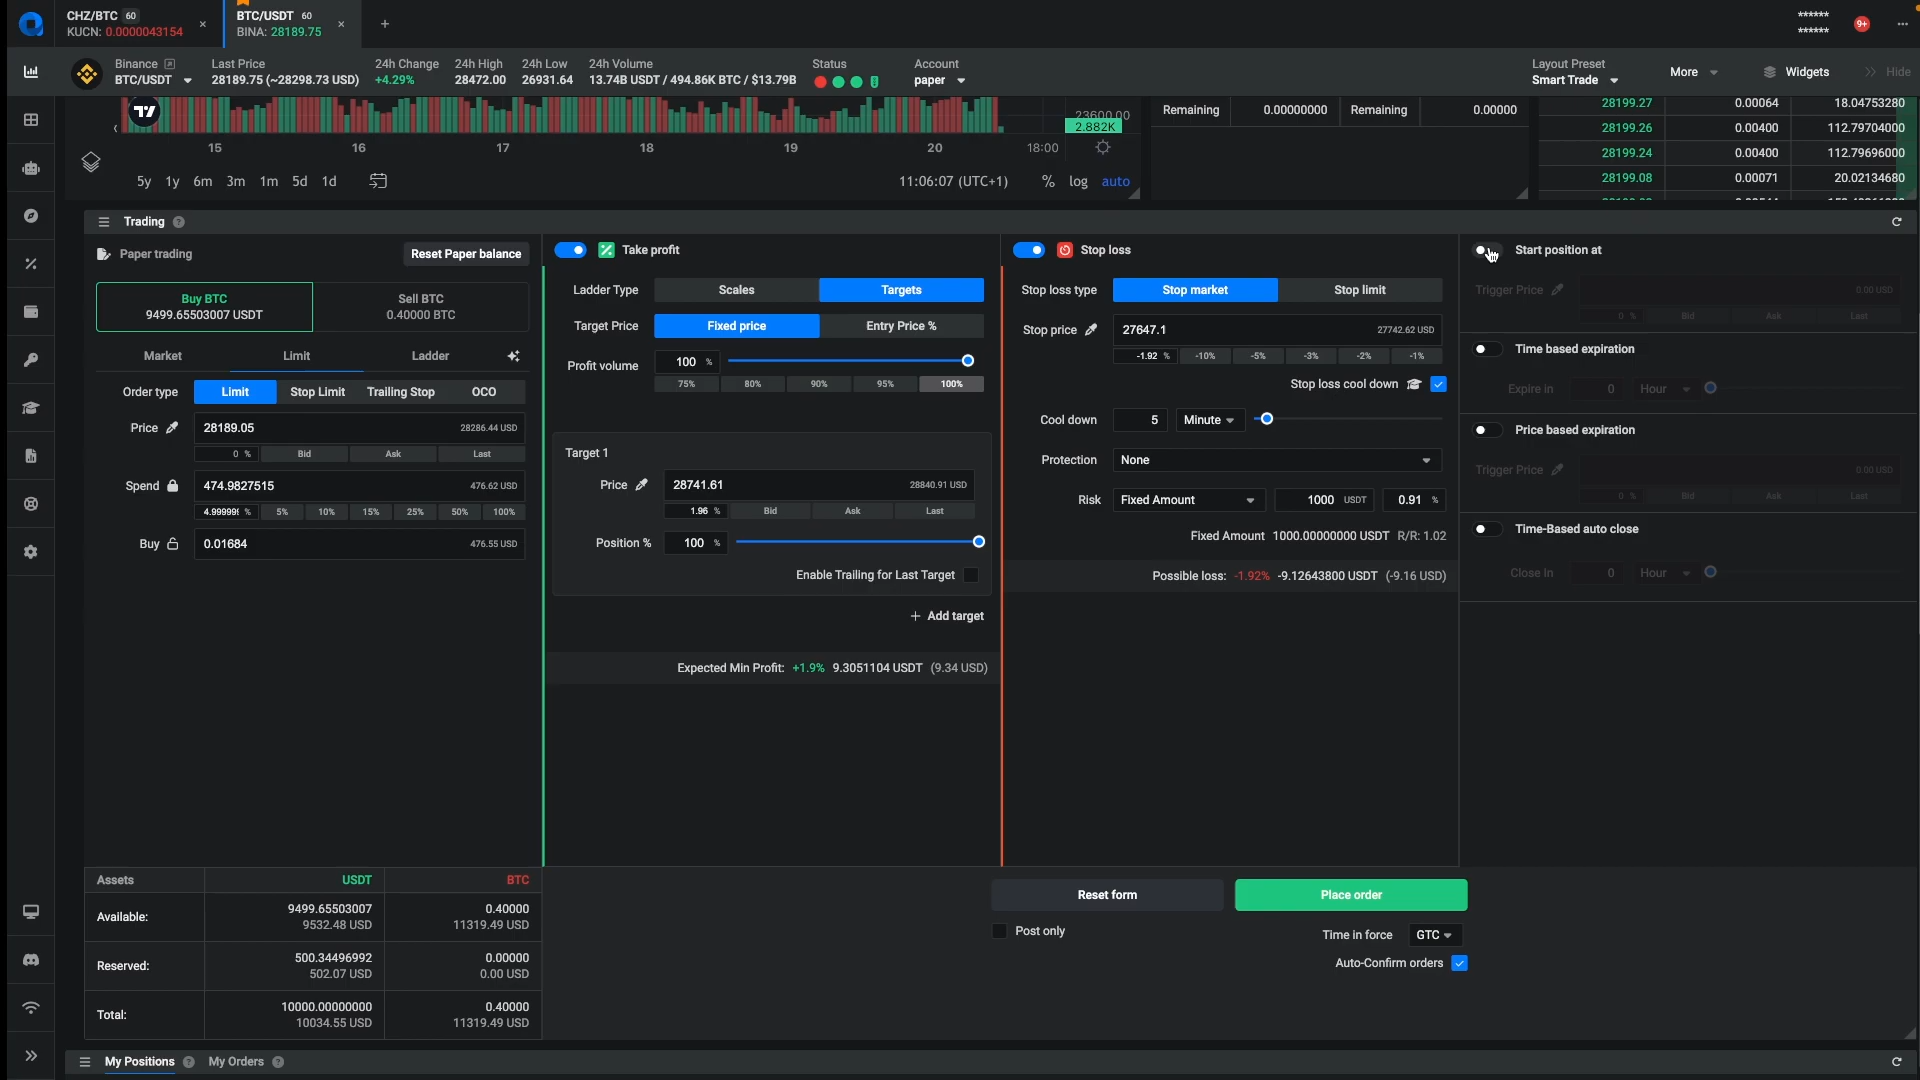 CHZ/BTC 60
KUCN: 0.0000043154
BTC/USDT 60
BINA: 28189.75
******
******
9+
Binance
BTC/USDT
Last Price
28189.75 (~28298.73 USD)
24h Change
+4.29%
24h High
28472.00
24h Low
26931.64
24h Volume
13.74B USDT / 494.86K BTC / $13.79B
Status
Account
paper
Layout Preset
Smart Trade
More
Widgets
Hide
23600.00
2.882K
15 16 17 18 19 20 18:00
5y 1y 6m 3m 1m 5d 1d
11:06:07 (UTC+1) % log auto
Remaining 0.00000000 Remaining 0.00000
28199.27 0.00064 18.04753280
28199.26 0.00400 112.79704000
28199.24 0.00400 112.79696000
28199.08 0.00071 20.02134680
Trading
Paper trading
Reset Paper balance
Buy BTC
9499.65503007 USDT
Sell BTC
0.40000 BTC
Market Limit Ladder
Order type Limit Stop Limit Trailing Stop OCO
Price 28189.05 28286.44 USD
0 % Bid Ask Last
Spend 474.9827515 476.62 USD
4.999999 % 5% 10% 15% 25% 50% 100%
Buy 0.01684 476.55 USD
Take profit
Ladder Type Scales Targets
Target Price Fixed price Entry Price %
Profit volume 100 %
75% 80% 90% 95% 100%
Target 1
Price 28741.61 28840.91 USD
1.96 % Bid Ask Last
Position % 100 %
Enable Trailing for Last Target
Add target
Expected Min Profit: +1.9% 9.3051104 USDT (9.34 USD)
Stop loss
Stop loss type Stop market Stop limit
Stop price 27647.1 27742.62 USD
-1.92 % -10% -5% -3% -2% -1%
Stop loss cool down
Cool down 5 Minute
Protection None
Risk Fixed Amount 1000 USDT 0.91 %
Fixed Amount 1000.00000000 USDT R/R: 1.02
Possible loss: -1.92% -9.12643800 USDT (-9.16 USD)
Start position at
Trigger Price 0.00 USD
0 % Bid Ask Last
Time based expiration
Expire in 0 Hour
Price based expiration
Trigger Price 0.00 USD
0 % Bid Ask Last
Time-Based auto close
Close In 0 Hour
Assets USDT BTC
Available: 9499.65503007 0.40000
9532.48 USD 11319.49 USD
Reserved: 500.34496992 0.00000
502.07 USD 0.00 USD
Total: 10000.00000000 0.40000
10034.55 USD 11319.49 USD
Reset form
Place order
Post only
Time in force GTC
Auto-Confirm orders
My Positions My Orders